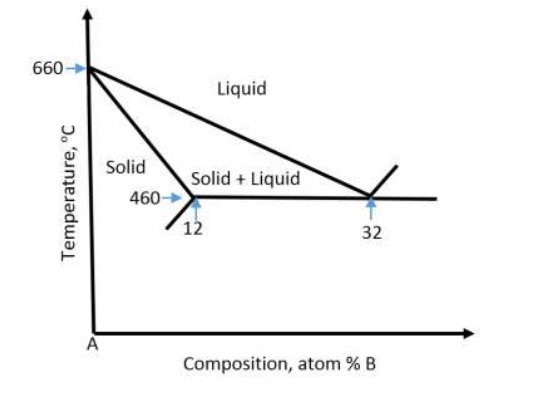 660
Liquid
Solid
Solid + Liquid
460
12
32
Temperature, °C
A
Composition, atom % B